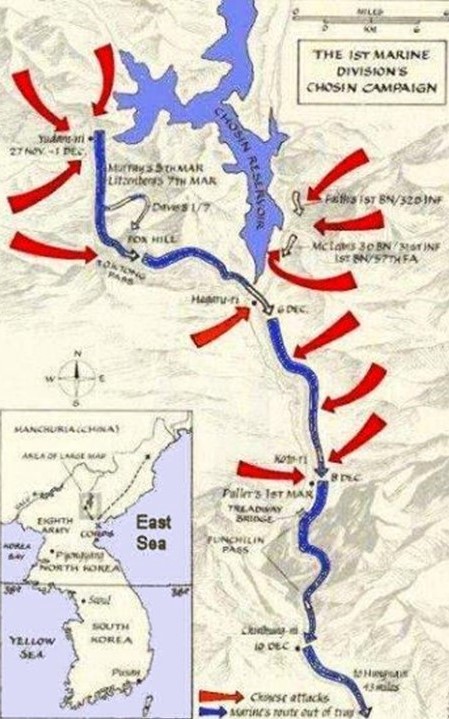 0 MILES 6
0 KM 6
THE 1ST MARINE
DIVISION'S
CHOSIN CAMPAIGN
CHOSIN RESERVOIR
Yudam-ni
27 NOV. - 1 DEC.
Murray's 5TH MAR
Litzenberg's 7TH MAR
Davis 1/7
FOX HILL
TOKTONG
PASS
Faith's 1ST BN/32D INF
McLain's 3D BN/31ST INF
1ST BN/57TH FA
Hagaru-ri
6 DEC.
N
W E
S
Koto-ri
8 DEC.
Puller's 1ST MAR
TREADWAY
BRIDGE
FUNCHILIN
PASS
Chinhung-ni
10 DEC.
to Hungnam
43 miles
MANCHURIA (CHINA)
AREA OF LARGE MAP
YALU
EIGHTH
ARMY
X
CORPS
East
Sea
KOREA
BAY
Pyongyang
NORTH KOREA
38° 38°
Seoul
SOUTH
KOREA
YELLOW
SEA
Pusan
Chinese attacks
Marine's route out of trap